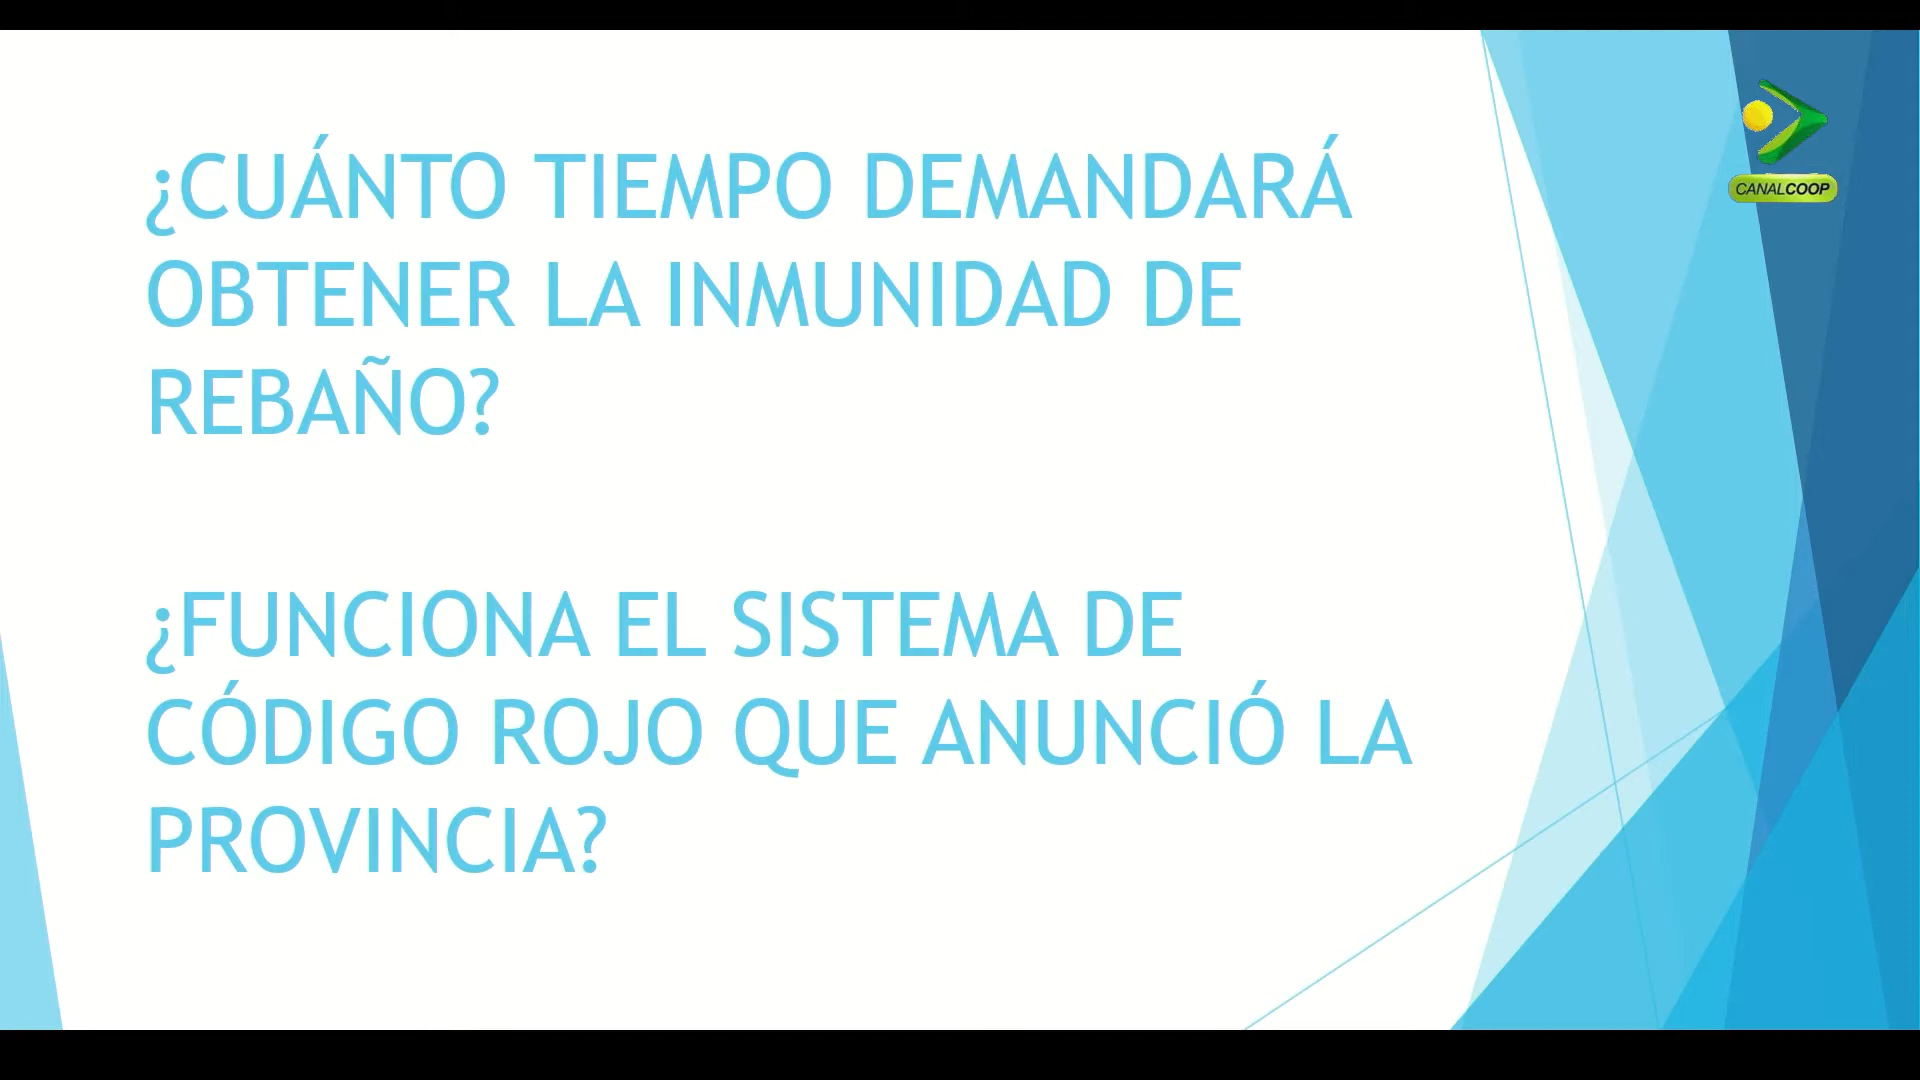 CANALCOOP
¿CUÁNTO TIEMPO DEMANDARÁ
OBTENER LA INMUNIDAD DE
REBAÑO?
¿FUNCIONA EL SISTEMA DE
CÓDIGO ROJO QUE ANUNCIÓ LA
PROVINCIA?